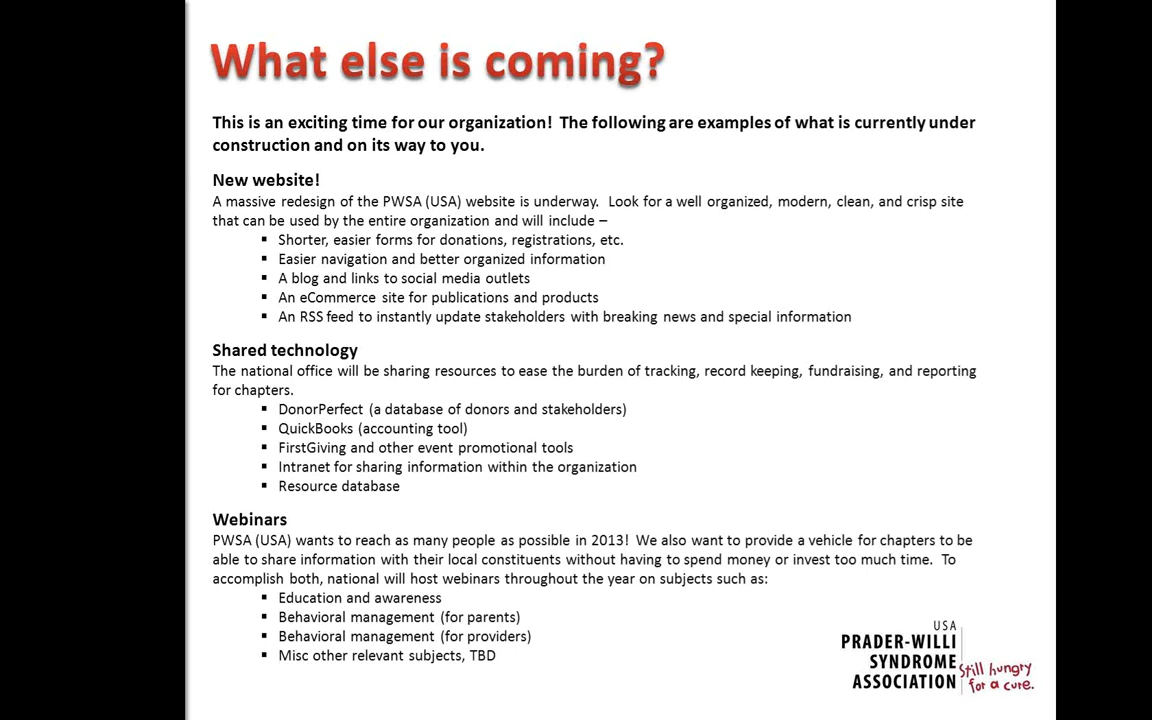 What else is coming?
This is an exciting time for our organization!  The following are examples of what is currently under
construction and on its way to you.
New website!
A massive redesign of the PWSA (USA) website is underway.  Look for a well organized, modern, clean, and crisp site
that can be used by the entire organization and will include –
▪ Shorter, easier forms for donations, registrations, etc.
▪ Easier navigation and better organized information
▪ A blog and links to social media outlets
▪ An eCommerce site for publications and products
▪ An RSS feed to instantly update stakeholders with breaking news and special information
Shared technology
The national office will be sharing resources to ease the burden of tracking, record keeping, fundraising, and reporting
for chapters.
▪ DonorPerfect (a database of donors and stakeholders)
▪ QuickBooks (accounting tool)
▪ FirstGiving and other event promotional tools
▪ Intranet for sharing information within the organization
▪ Resource database
Webinars
PWSA (USA) wants to reach as many people as possible in 2013!  We also want to provide a vehicle for chapters to be
able to share information with their local constituents without having to spend money or invest too much time.  To
accomplish both, national will host webinars throughout the year on subjects such as:
▪ Education and awareness
▪ Behavioral management (for parents)
▪ Behavioral management (for providers)
▪ Misc other relevant subjects, TBD
USA
PRADER-WILLI
SYNDROME
ASSOCIATION
Still hungry
for a cure.